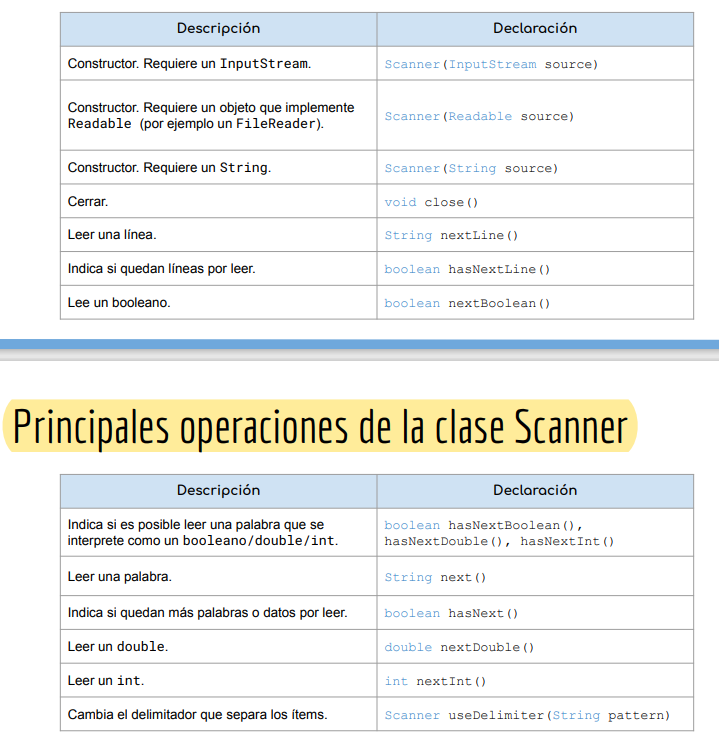 Descripción Declaración
Constructor. Requiere un InputStream. Scanner(InputStream source)
Constructor. Requiere un objeto que implemente
Readable (por ejemplo un FileReader). Scanner(Readable source)
Constructor. Requiere un String. Scanner(String source)
Cerrar. void close()
Leer una línea. String nextLine()
Indica si quedan líneas por leer. boolean hasNextLine()
Lee un booleano. boolean nextBoolean()
Principales operaciones de la clase Scanner
Descripción Declaración
Indica si es posible leer una palabra que se boolean hasNextBoolean(),
interprete como un booleano/double/int. hasNextDouble(), hasNextInt()
Leer una palabra. String next()
Indica si quedan más palabras o datos por leer. boolean hasNext()
Leer un double. double nextDouble()
Leer un int. int nextInt()
Cambia el delimitador que separa los ítems. Scanner useDelimiter(String pattern)